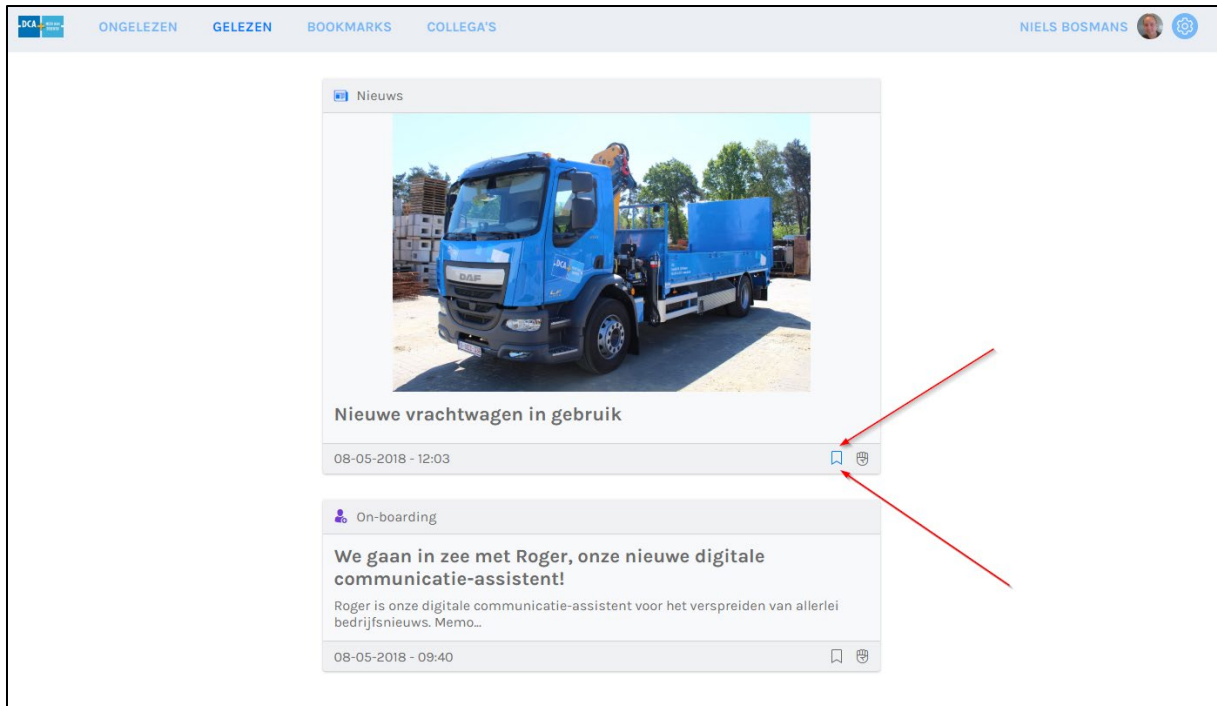 DCA
ONGELEZEN
GELEZEN
BOOKMARKS
COLLEGA'S
NIELS BOSMANS
Nieuws
DCA
DAF
Nieuwe vrachtwagen in gebruik
08-05-2018 - 12:03
On-boarding
We gaan in zee met Roger, onze nieuwe digitale
communicatie-assistent!
Roger is onze digitale communicatie-assistent voor het verspreiden van allerlei
bedrijfsnieuws. Memo...
08-05-2018 - 09:40